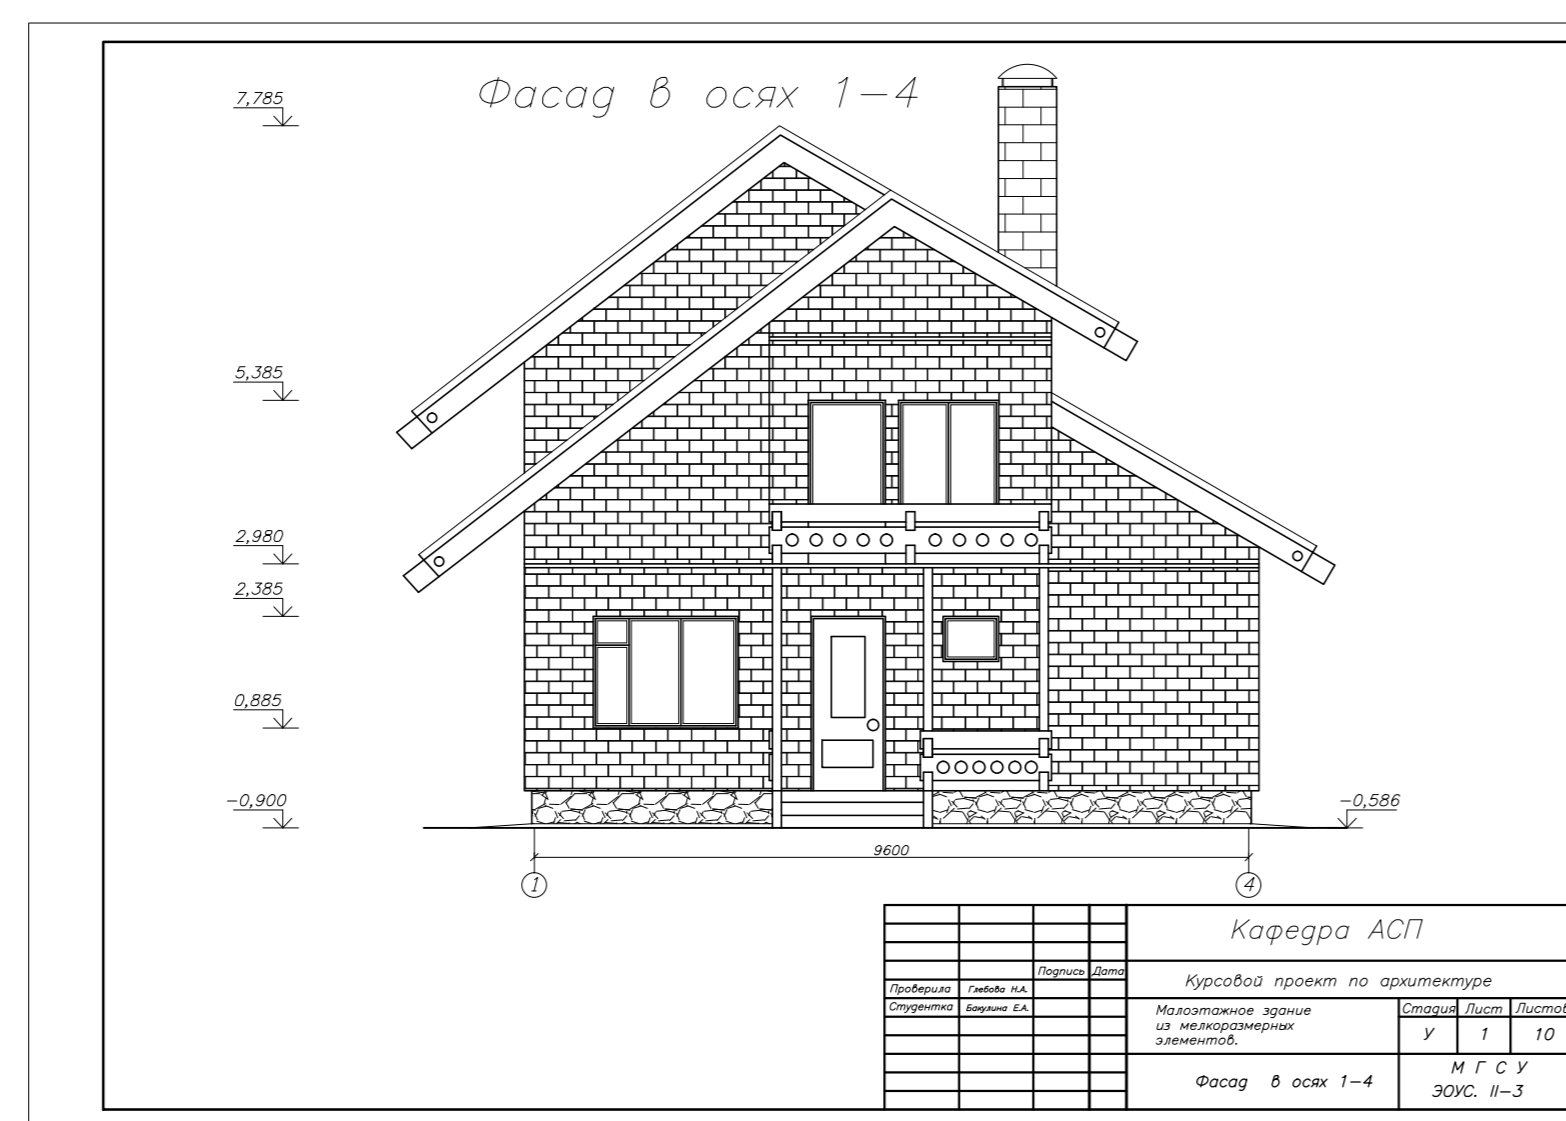 Фасад в осях 1-4
7,785
5,385
2,980
2,385
0,885
-0,900
-0,586
9600
1
4
Кафедра АСП
Подпись Дата
Курсовой проект по архитектуре
Проверила Глебова Н.А.
Студентка Бакулина Е.А.
Малоэтажное здание
из мелкоразмерных
элементов.
Стадия Лист Листов
У 1 10
Фасад в осях 1-4
М Г С У
ЭОУС. II-3